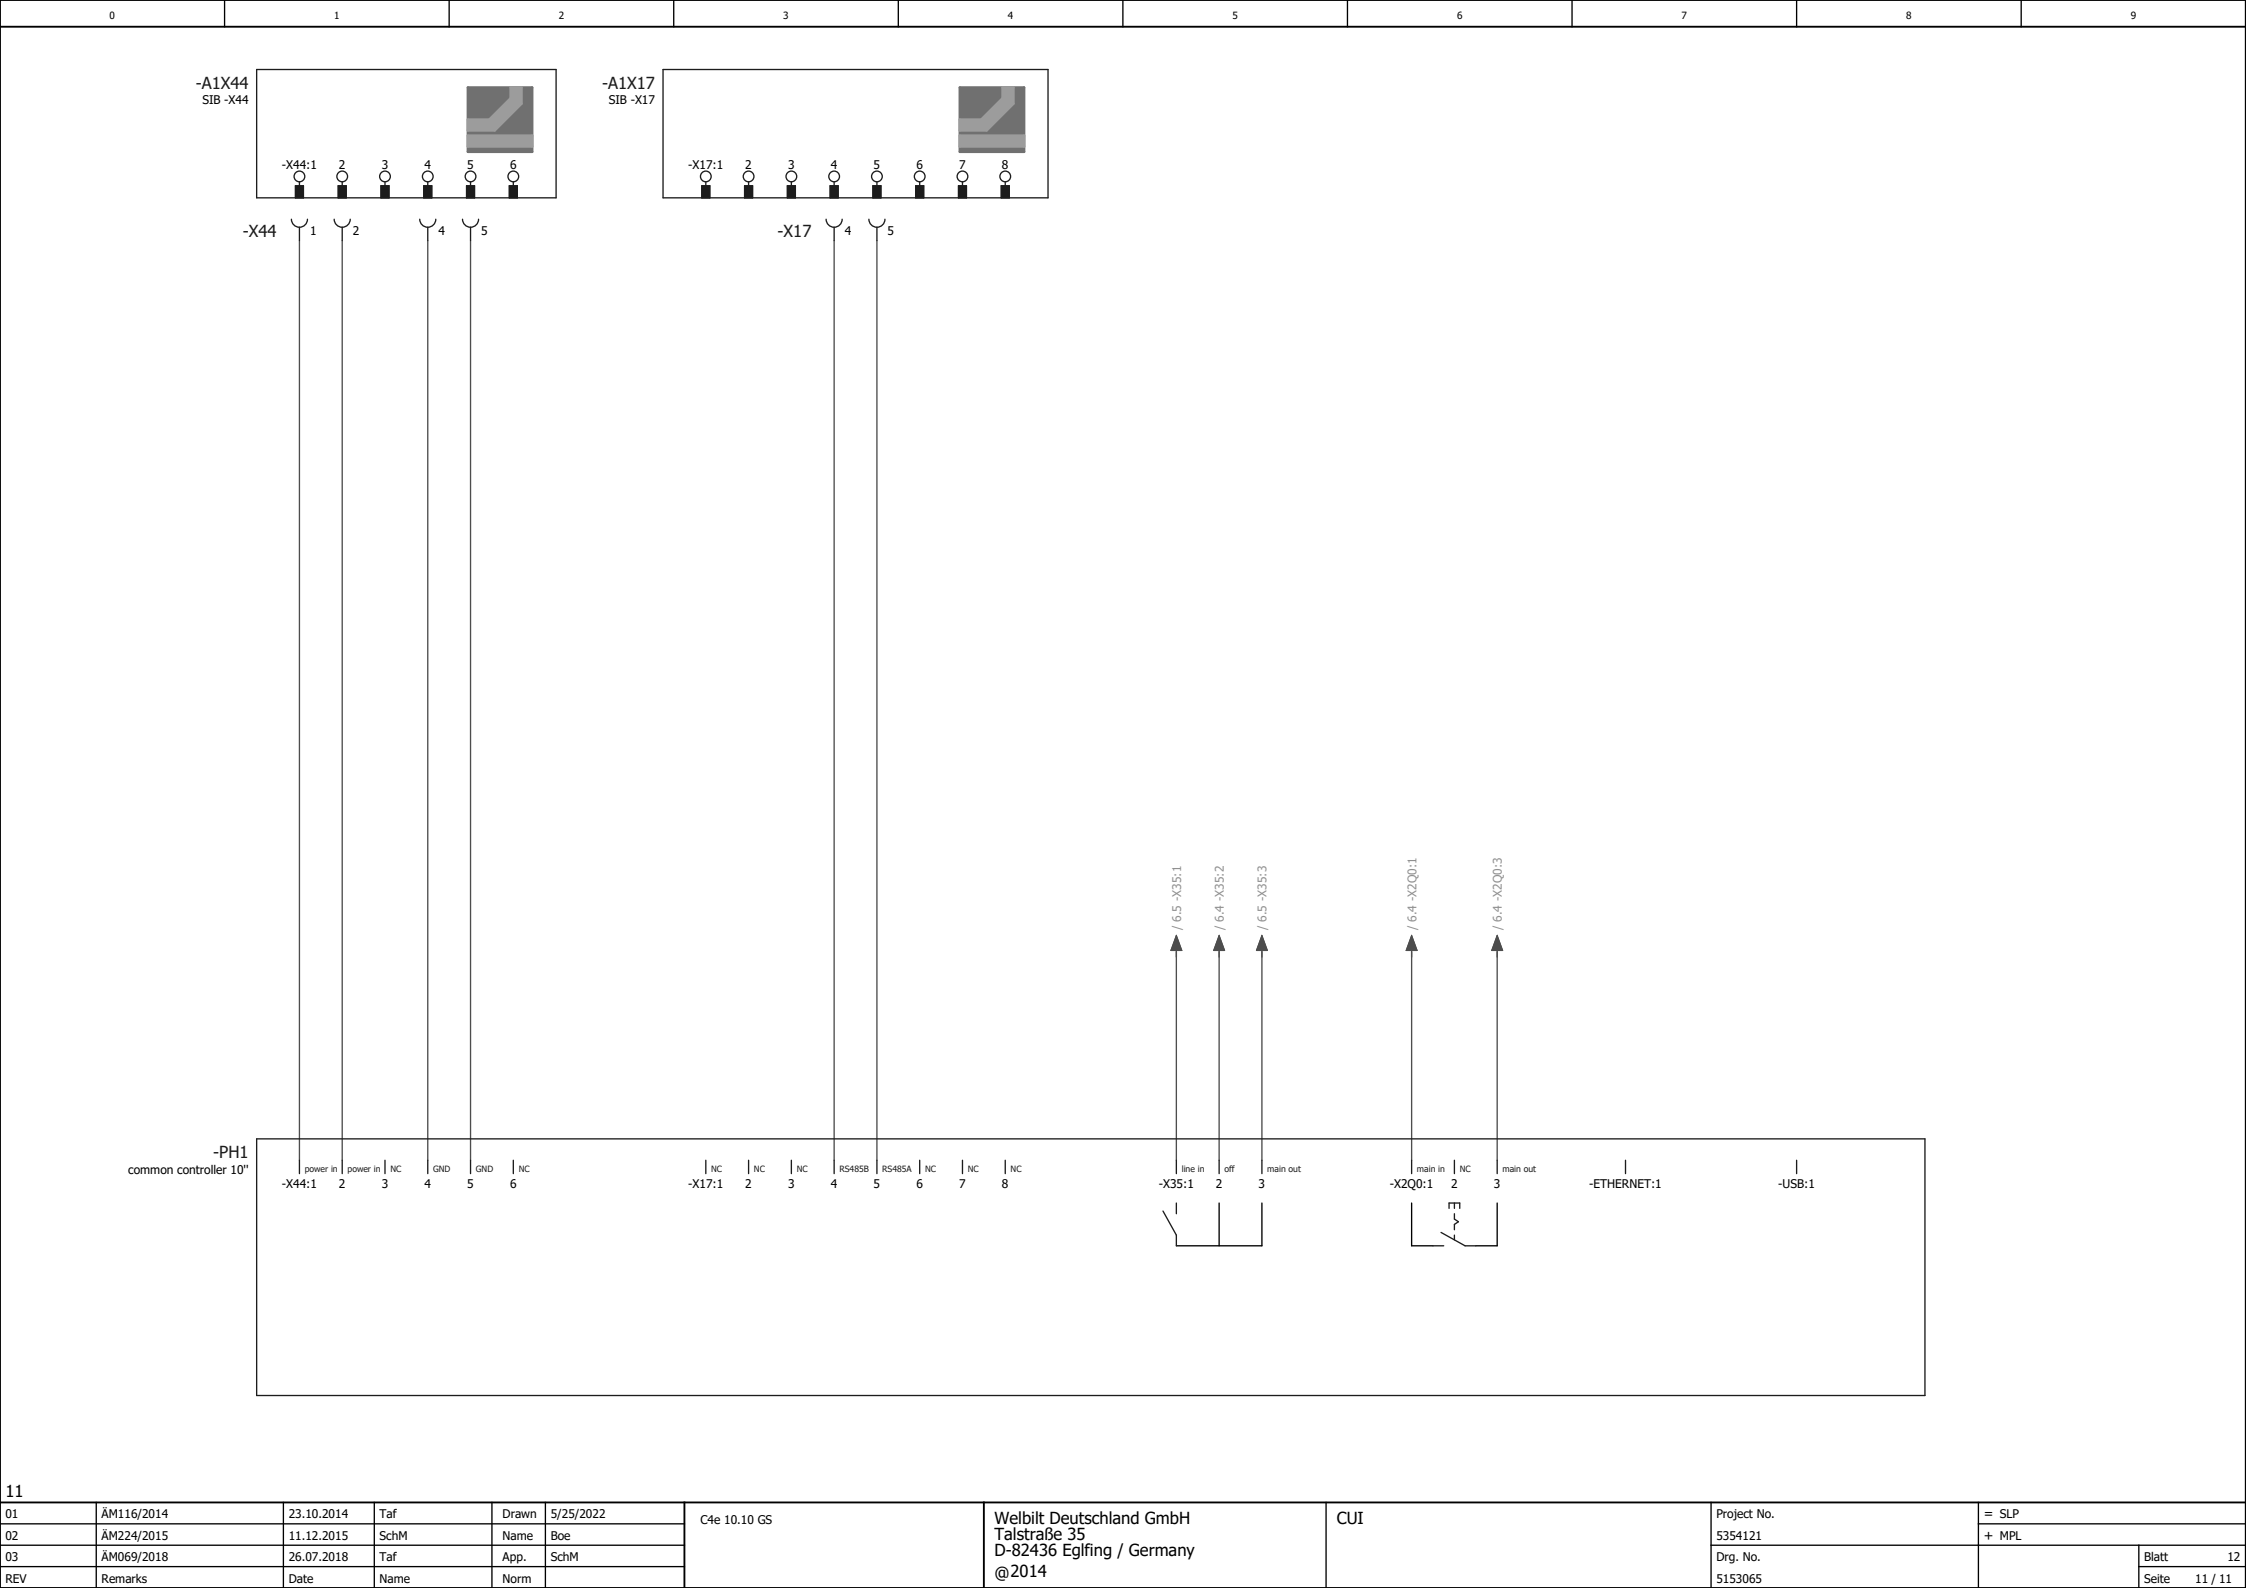 0 1 2 3 4 5 6 7 8 9
-A1X44
SIB -X44
-X44:1 2 3 4 5 6
-A1X17
SIB -X17
-X17:1 2 3 4 5 6 7 8
-X44 1 2 4 5
-X17 4 5
/ 6.5 -X35:1
/ 6.4 -X35:2
/ 6.5 -X35:3
/ 6.4 -X2Q0:1
/ 6.4 -X2Q0:3
-PH1
common controller 10"
power in power in NC GND GND NC
-X44:1 2 3 4 5 6
NC NC NC RS485B RS485A NC NC NC
-X17:1 2 3 4 5 6 7 8
line in off main out
-X35:1 2 3
main in NC main out
-X2Q0:1 2 3
-ETHERNET:1
-USB:1
11
01 ÄM116/2014 23.10.2014 Taf Drawn 5/25/2022
02 ÄM224/2015 11.12.2015 SchM Name Boe
03 ÄM069/2018 26.07.2018 Taf App. SchM
REV Remarks Date Name Norm
C4e 10.10 GS
Welbilt Deutschland GmbH
Talstraße 35
D-82436 Eglfing / Germany
@2014
CUI
Project No.
5354121
Drg. No.
5153065
= SLP
+ MPL
Blatt 12
Seite 11 / 11